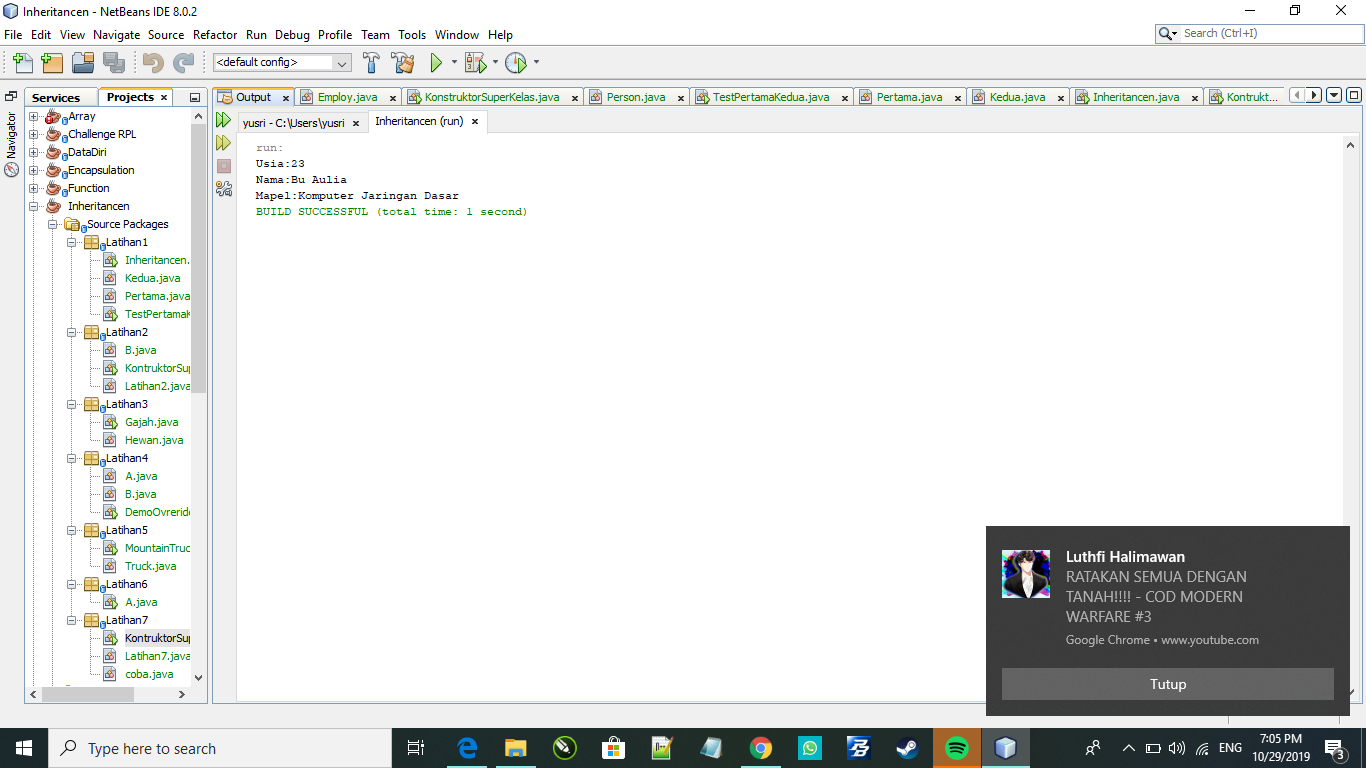 Inheritancen - NetBeans IDE 8.0.2
File Edit View Navigate Source Refactor Run Debug Profile Team Tools Window Help
Search (Ctrl+I)
<default config>
Services Projects
Output Employ.java KonstruktorSuperKelas.java Person.java TestPertamaKedua.java Pertama.java Kedua.java Inheritancen.java Kontrukt...
Navigator
yusri - C:\Users\yusri Inheritancen (run)
Array
Challenge RPL
DataDiri
Encapsulation
Function
Inheritancen
Source Packages
Latihan1
Inheritancen.
Kedua.java
Pertama.java
TestPertamaK
Latihan2
B.java
KontruktorSup
Latihan2.java
Latihan3
Gajah.java
Hewan.java
Latihan4
A.java
B.java
DemoOvreride
Latihan5
MountainTruc
Truck.java
Latihan6
A.java
Latihan7
KontruktorSup
Latihan7.java
coba.java
run:
Usia:23
Nama:Bu Aulia
Mapel:Komputer Jaringan Dasar
BUILD SUCCESSFUL (total time: 1 second)
Luthfi Halimawan
RATAKAN SEMUA DENGAN
TANAH!!!! - COD MODERN
WARFARE #3
Google Chrome • www.youtube.com
Tutup
Type here to search
ENG
7:05 PM
10/29/2019
3